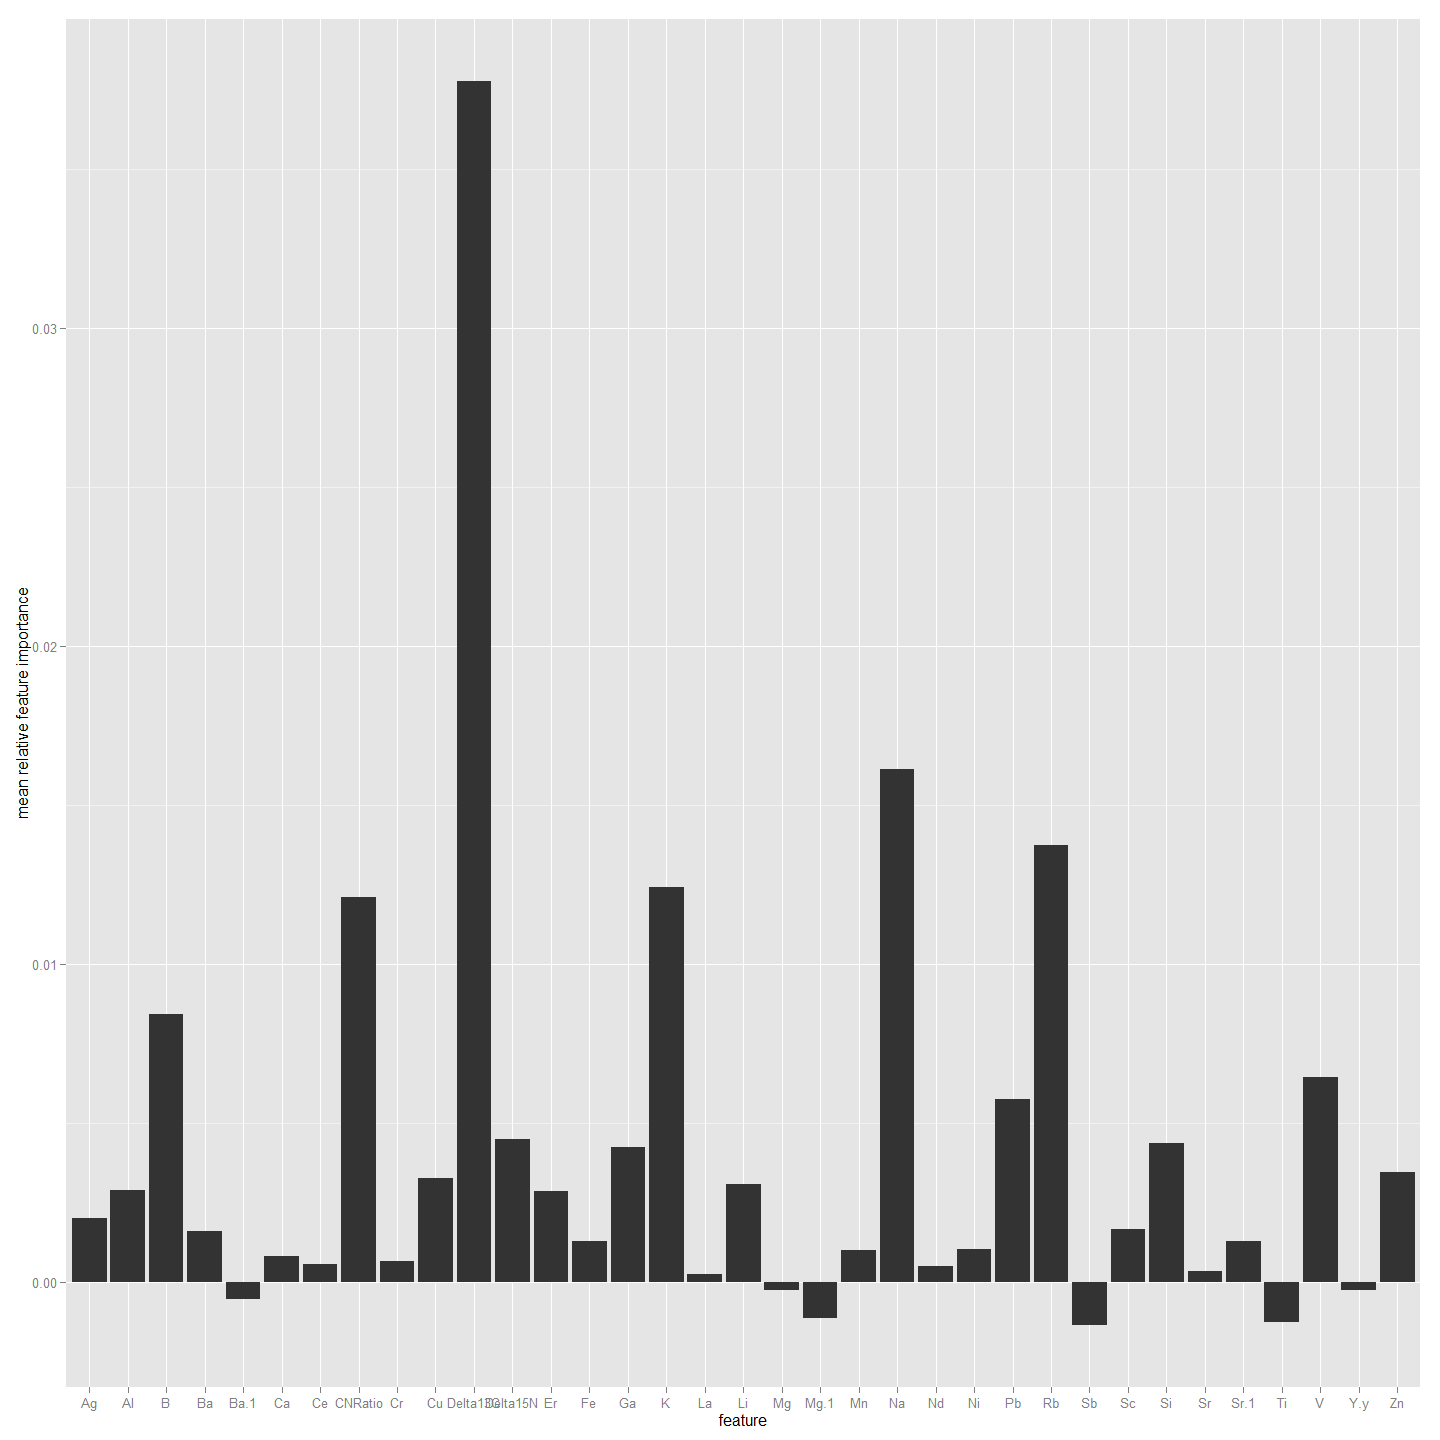 mean relative feature importance
0.03
0.02
0.01
0.00
Ag Al B Ba Ba.1 Ca Ce CNRatio Cr Cu Delta13C Delta15N Er Fe Ga K La Li Mg Mg.1 Mn Na Nd Ni Pb Rb Sb Sc Si Sr Sr.1 Ti V Y.y Zn
feature